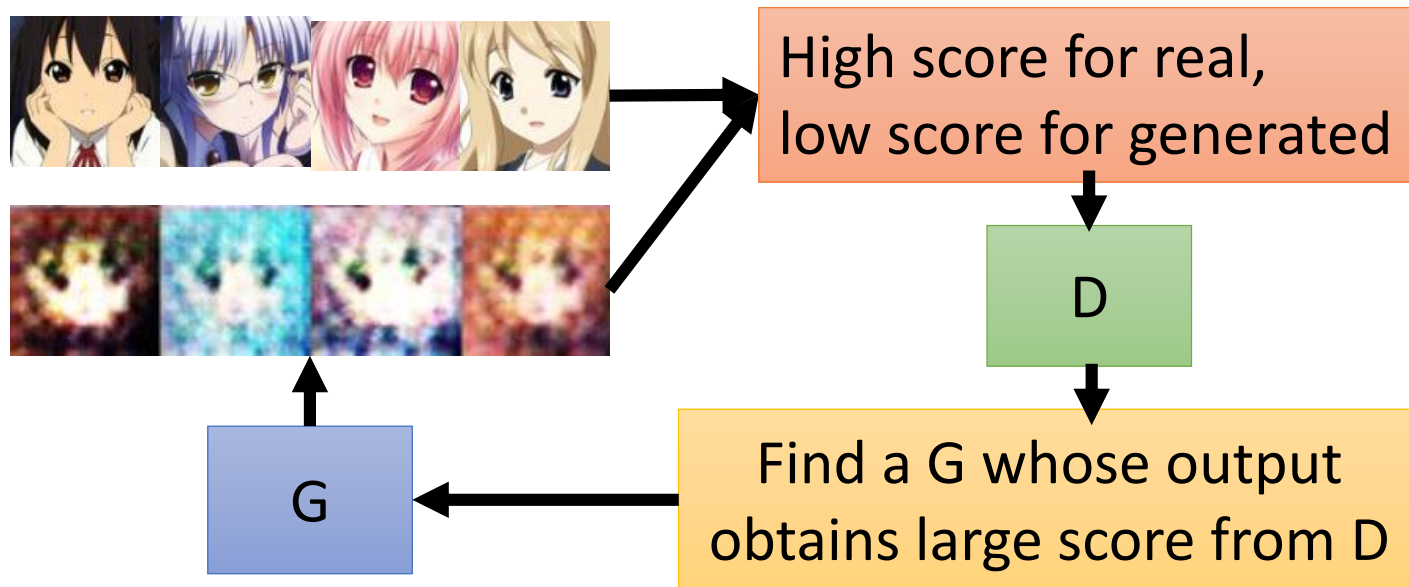 High score for real,
low score for generated
D
Find a G whose output
obtains large score from D
G